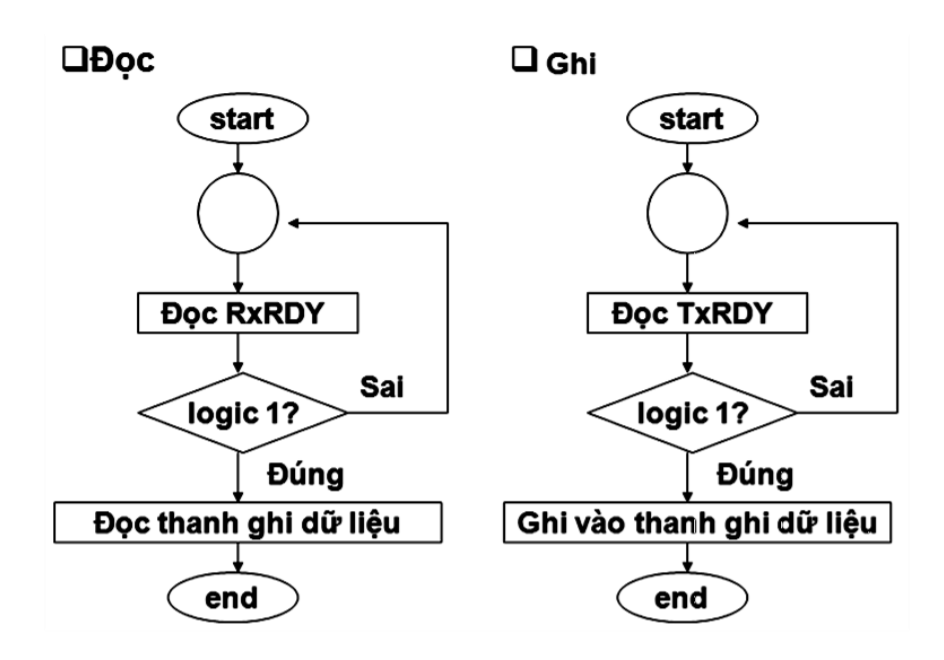 ❑Đọc
start
Đọc RxRDY
logic 1?
Sai
Đúng
Đọc thanh ghi dữ liệu
end
❑ Ghi
start
Đọc TxRDY
logic 1?
Sai
Đúng
Ghi vào thanh ghi dữ liệu
end